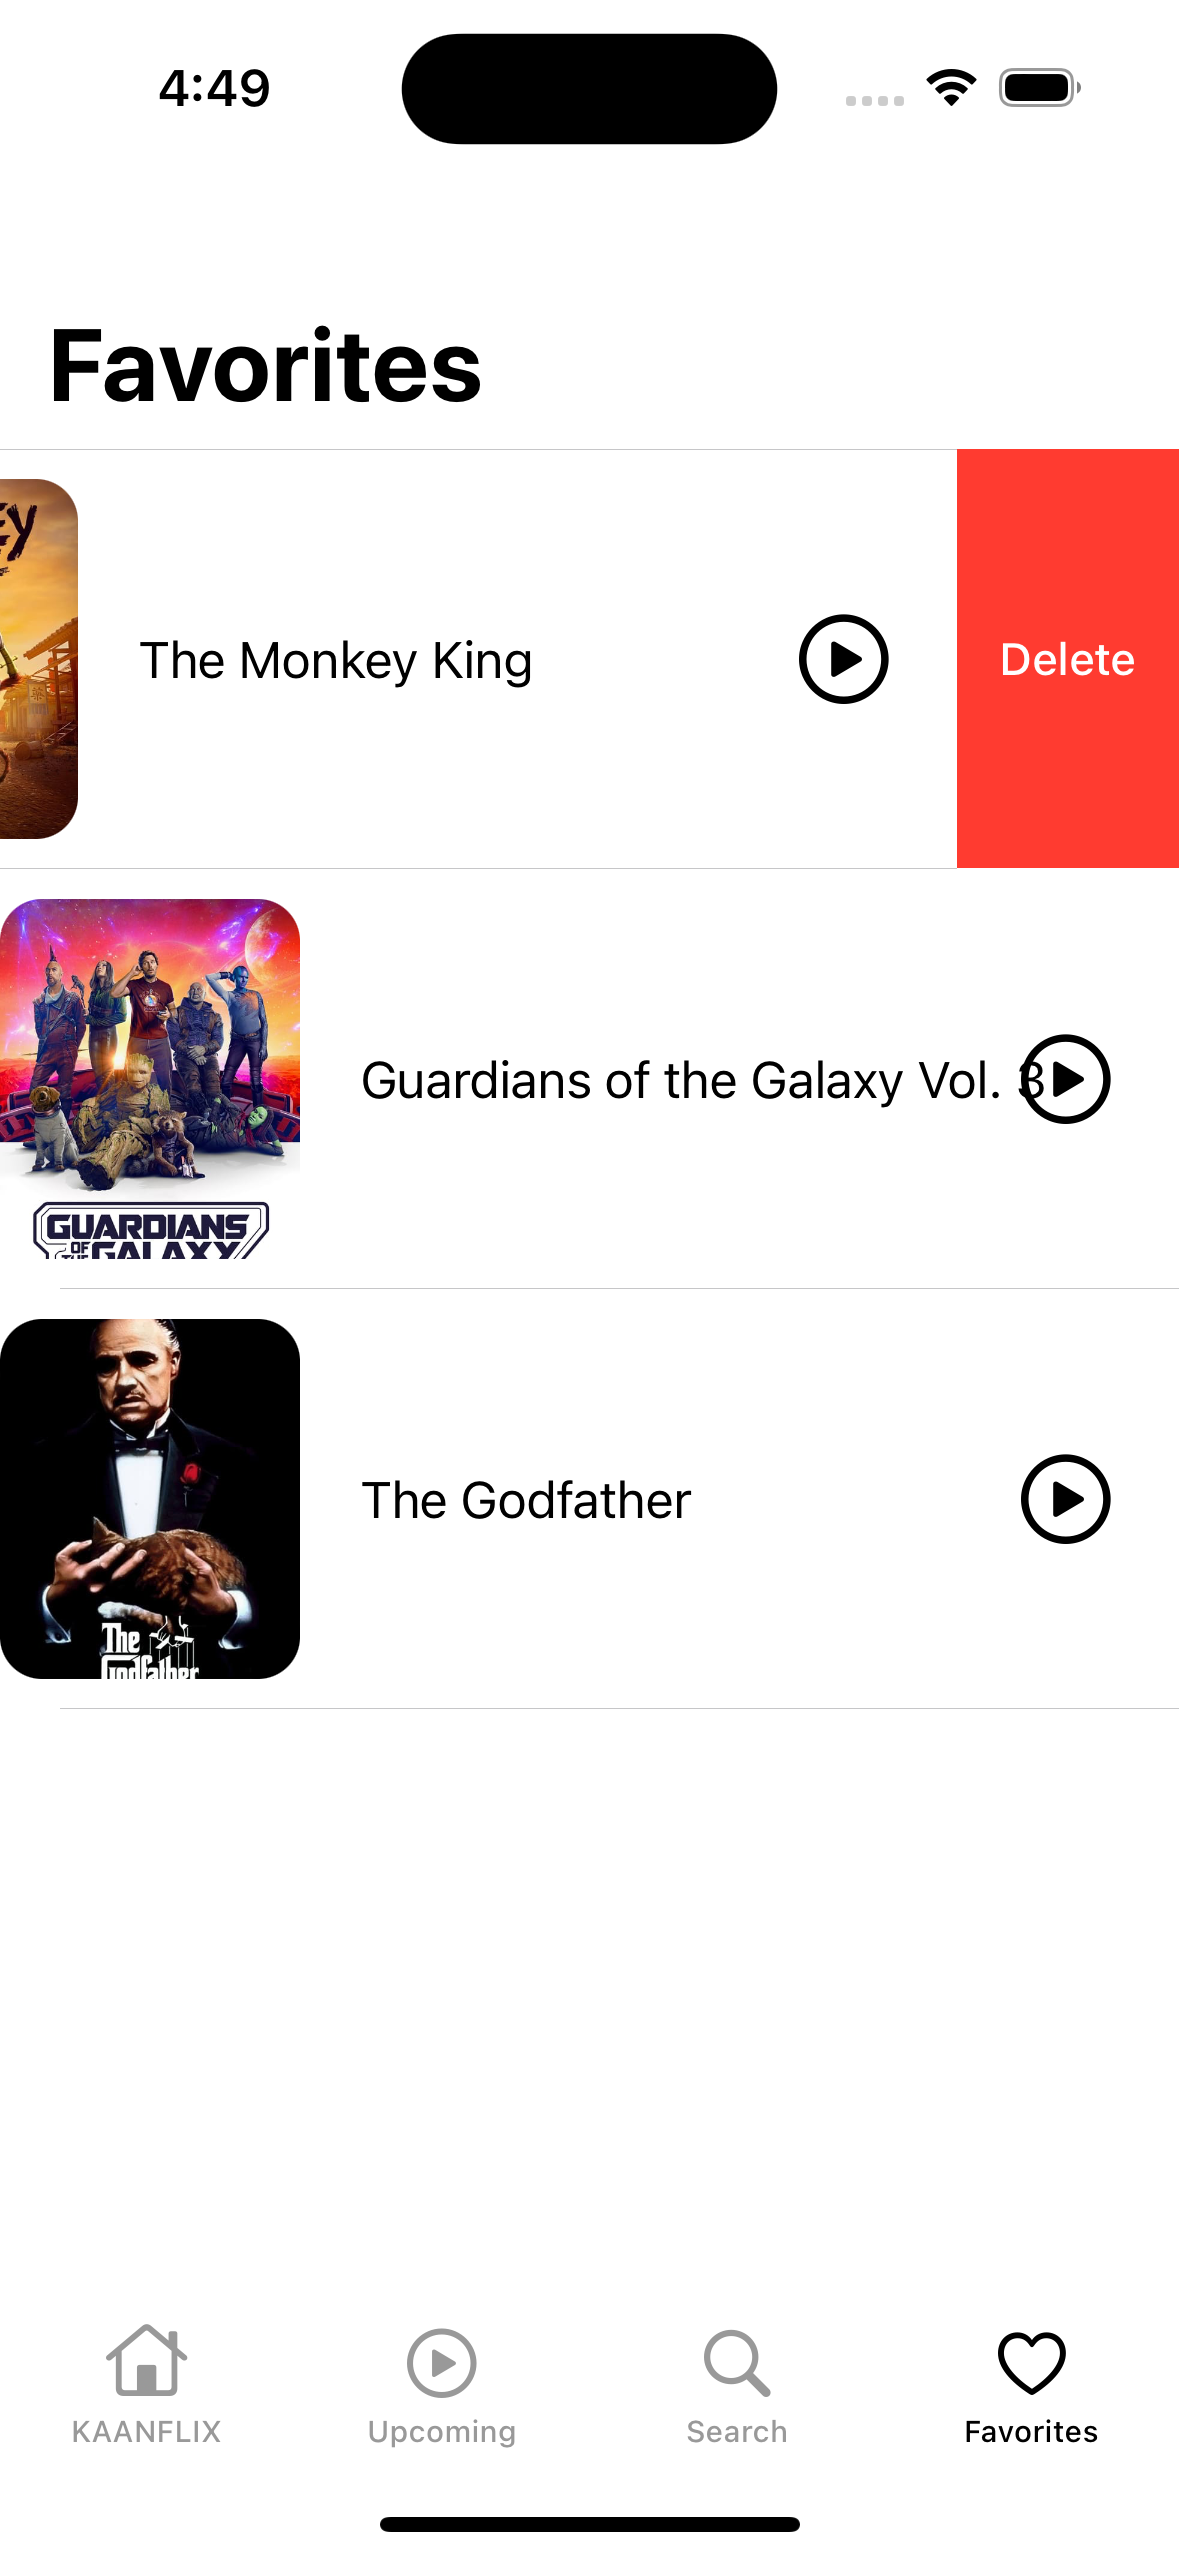 4:49
Favorites
EY
The Monkey King
Delete
Guardians of the Galaxy Vol. 3
GUARDIANS
OF THE GALAXY
The Godfather
The
Godfather
KAANFLIX
Upcoming
Search
Favorites